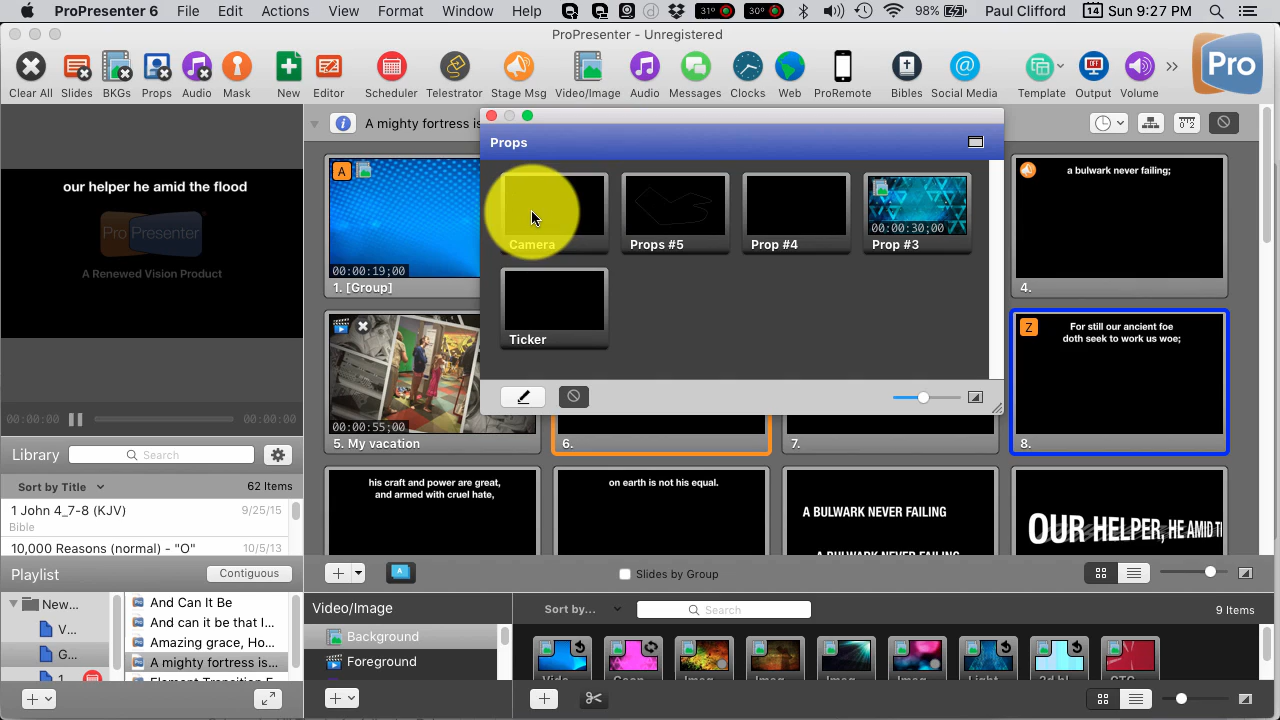 ProPresenter 6 File Edit Actions View Format Window Help 31° 30° 98% Paul Clifford 14 Sun 9:27 PM
ProPresenter - Unregistered
Clear All Slides BKGS Props Audio Mask New Editor Scheduler Telestrator Stage Msg Video/Image Audio Messages Clocks Web ProRemote Bibles Social Media Template Output Volume
Pro
A mighty fortress is
Props
our helper he amid the flood
Pro Presenter
A Renewed Vision Product
00:00:00 00:00:00
A
00:00:19;00
1. [Group]
Camera Props #5 Prop #4 Prop #3
00:00:30;00
Ticker
a bulwark never failing;
4.
00:00:55;00
5. My vacation
6.
7.
Z
For still our ancient foe
doth seek to work us woe;
8.
his craft and power are great,
and armed with cruel hate,
on earth is not his equal.
A BULWARK NEVER FAILING
A BULWARK NEVER FAILING
OUR HELPER, HE AMID T
Library Search
Sort by Title 62 Items
1 John 4_7-8 (KJV) 9/25/15
Bible
10,000 Reasons (normal) - "O" 10/5/13
Playlist Contiguous
New...
V...
G...
And Can It Be
And can it be that I...
Amazing grace, Ho...
A mighty fortress is...
Element Transition F
Slides by Group
Video/Image
Background
Foreground
Sort by... Search 9 Items